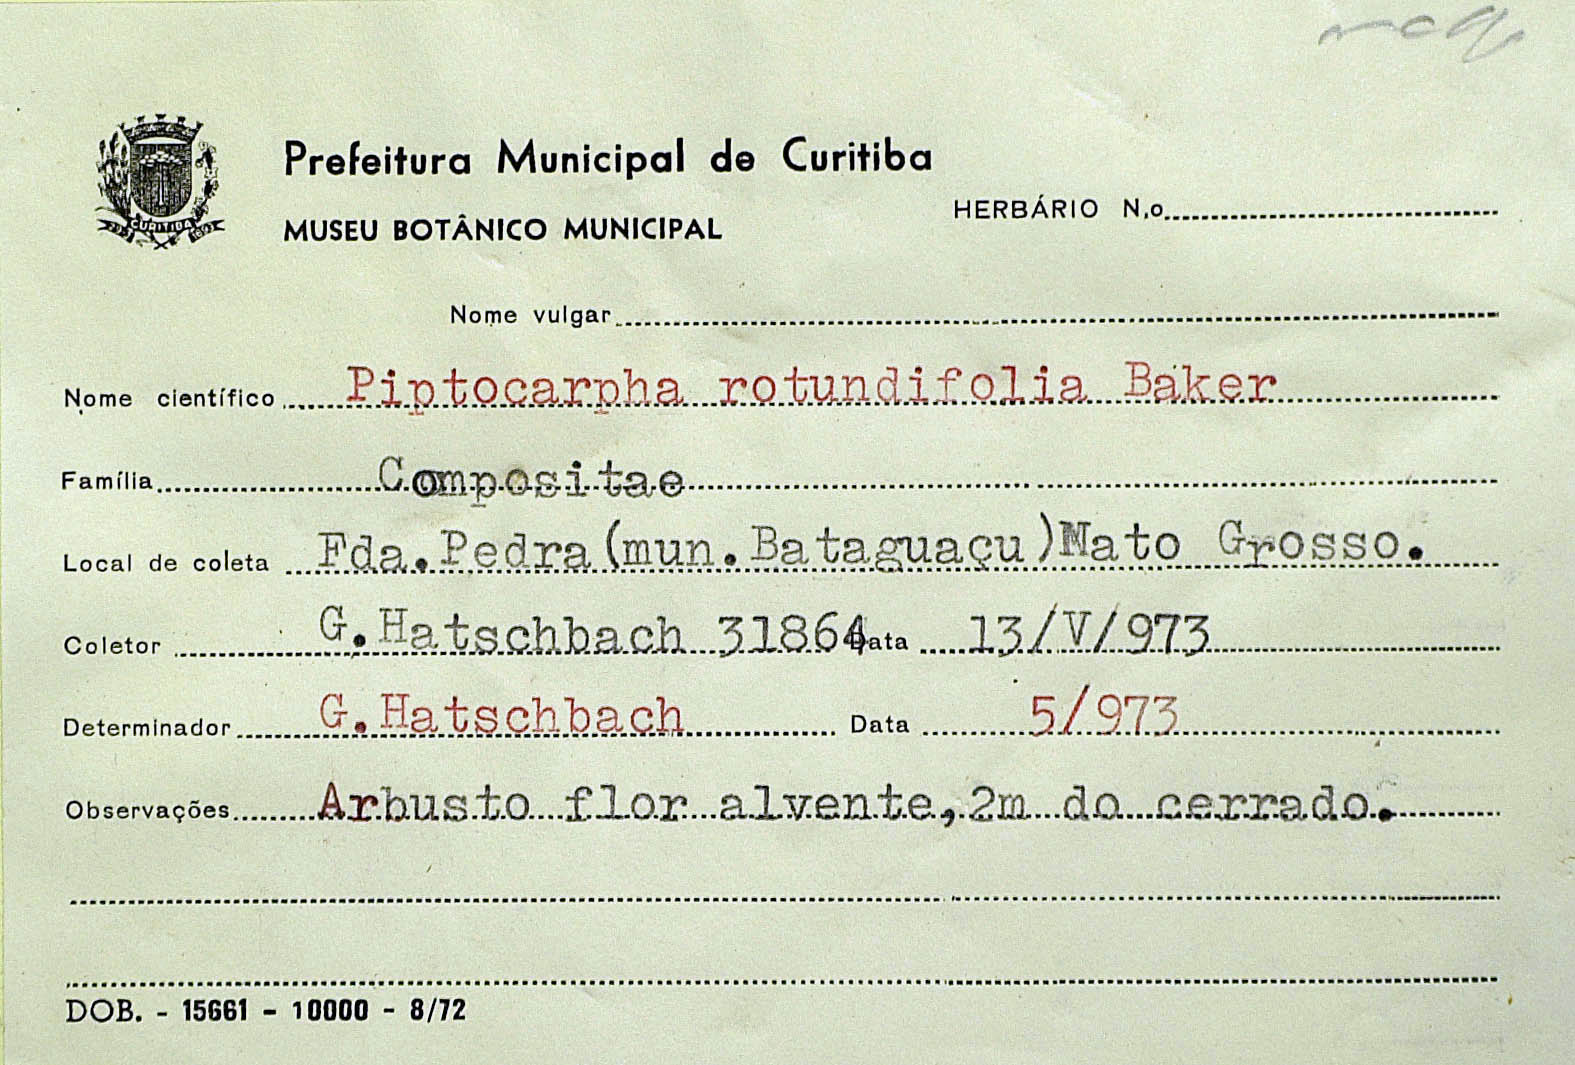 CURITIBA
Prefeitura Municipal de Curitiba
MUSEU BOTÂNICO MUNICIPAL
HERBÁRIO N.o
Nome vulgar
Nome científico Piptocarpha rotundifolia Baker
Família Compositae
Local de coleta Fda.Pedra(mun.Bataguaçu)Mato Grosso.
Coletor G.Hatschbach 31864 Data 13/V/973
Determinador G.Hatschbach Data 5/973
Observações Arbusto flor alvente,2m do cerrado.
DOB. - 15661 - 10000 - 8/72